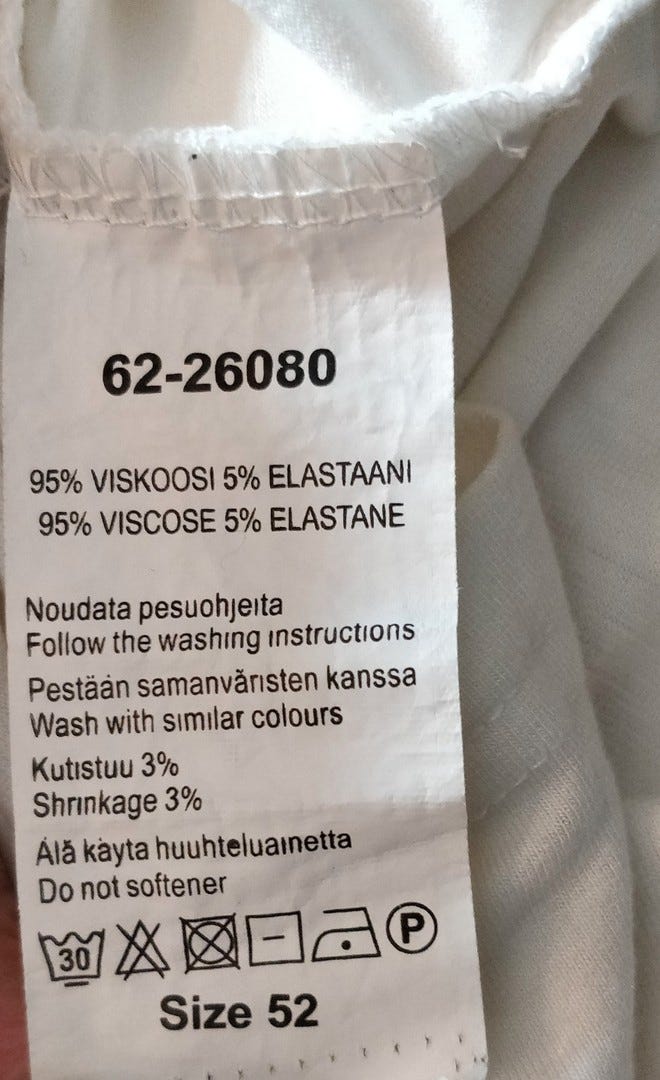 62-26080
95% VISKOOSI 5% ELASTAANI
95% VISCOSE 5% ELASTANE
Noudata pesuohjeita
Follow the washing instructions
Pestään samanväristen kanssa
Wash with similar colours
Kutistuu 3%
Shrinkage 3%
Älä käyta huuhteluainetta
Do not softener
30 P
Size 52